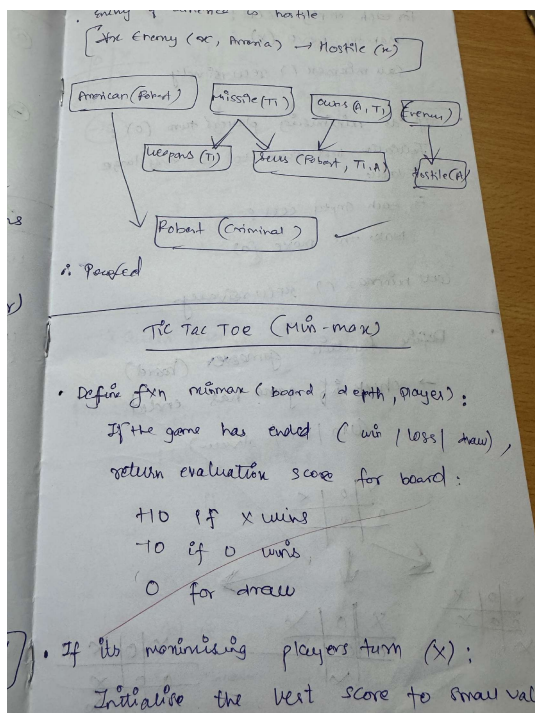 Enemy of America is hostile
∀x Enemy (x, America) → Hostile (x)
American (Robert) missile (T1) owns (A, T1) Enemy
weapons (T1) sells (Robert, T1, A) Hostile (A)
Robert (Criminal)
∴ Proofed
Tic Tac Toe (Min-max)
• Define fxn minmax (board, depth, player):
If the game has ended (win / loss / draw),
return evaluation score for board:
+10 if x wins
-10 if 0 wins
0 for draw
• If its maximising players turn (X):
Initialise the best score to small val